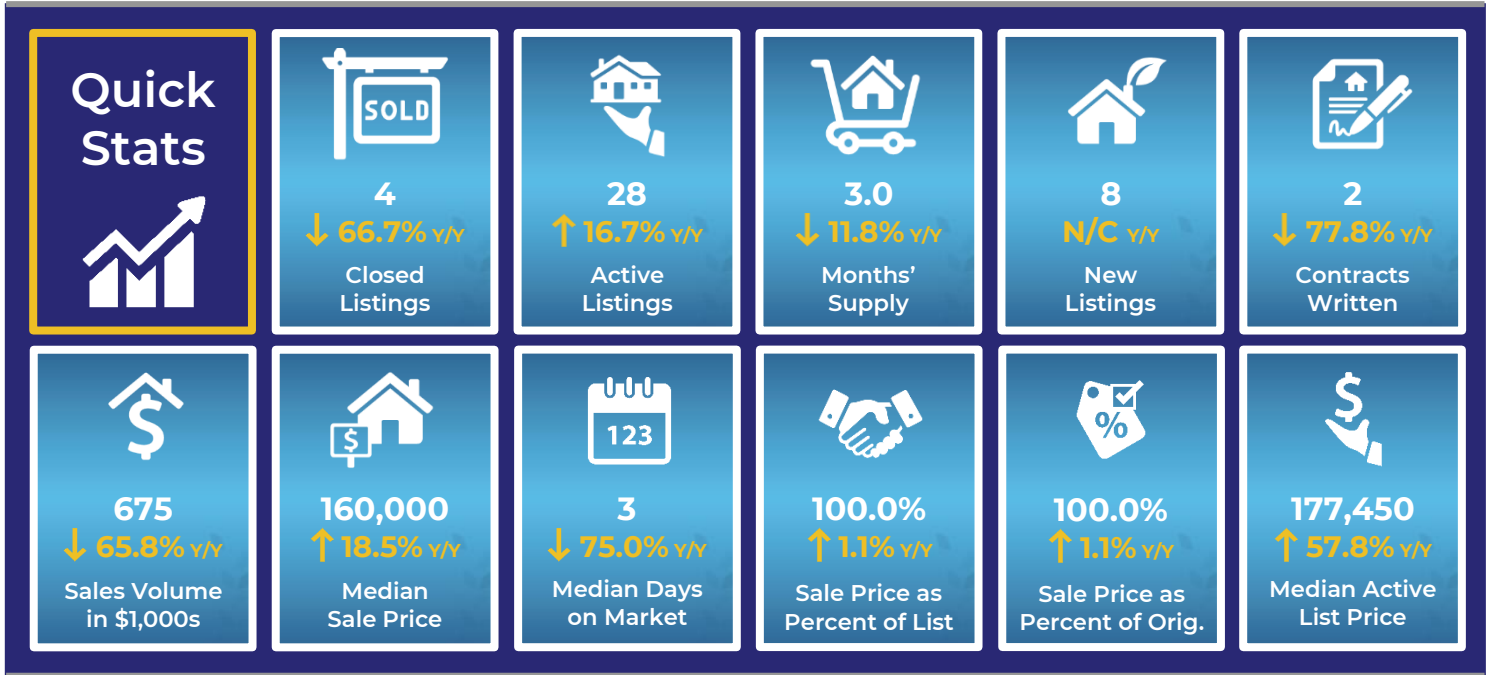 Quick
Stats
SOLD
4
↓ 66.7% Y/Y
Closed
Listings
28
↑ 16.7% Y/Y
Active
Listings
3.0
↓ 11.8% Y/Y
Months’
Supply
8
N/C Y/Y
New
Listings
2
↓ 77.8% Y/Y
Contracts
Written
$
675
↓ 65.8% Y/Y
Sales Volume
in $1,000s
$
160,000
↑ 18.5% Y/Y
Median
Sale Price
123
3
↓ 75.0% Y/Y
Median Days
on Market
100.0%
↑ 1.1% Y/Y
Sale Price as
Percent of List
%
100.0%
↑ 1.1% Y/Y
Sale Price as
Percent of Orig.
$
177,450
↑ 57.8% Y/Y
Median Active
List Price